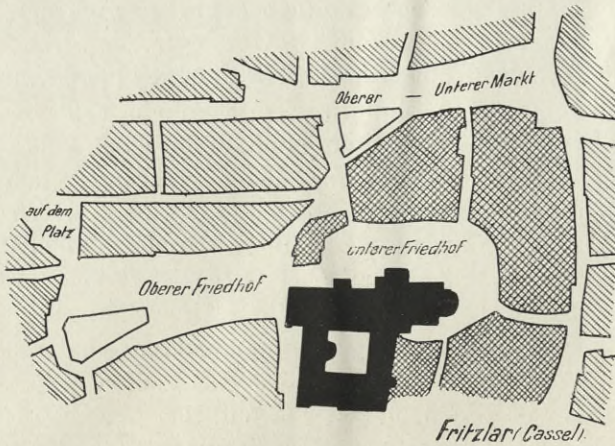 Oberer — Unterer Markt
auf dem
Platz
unterer Friedhof
Oberer Friedhof
Fritzlar (Cassel).